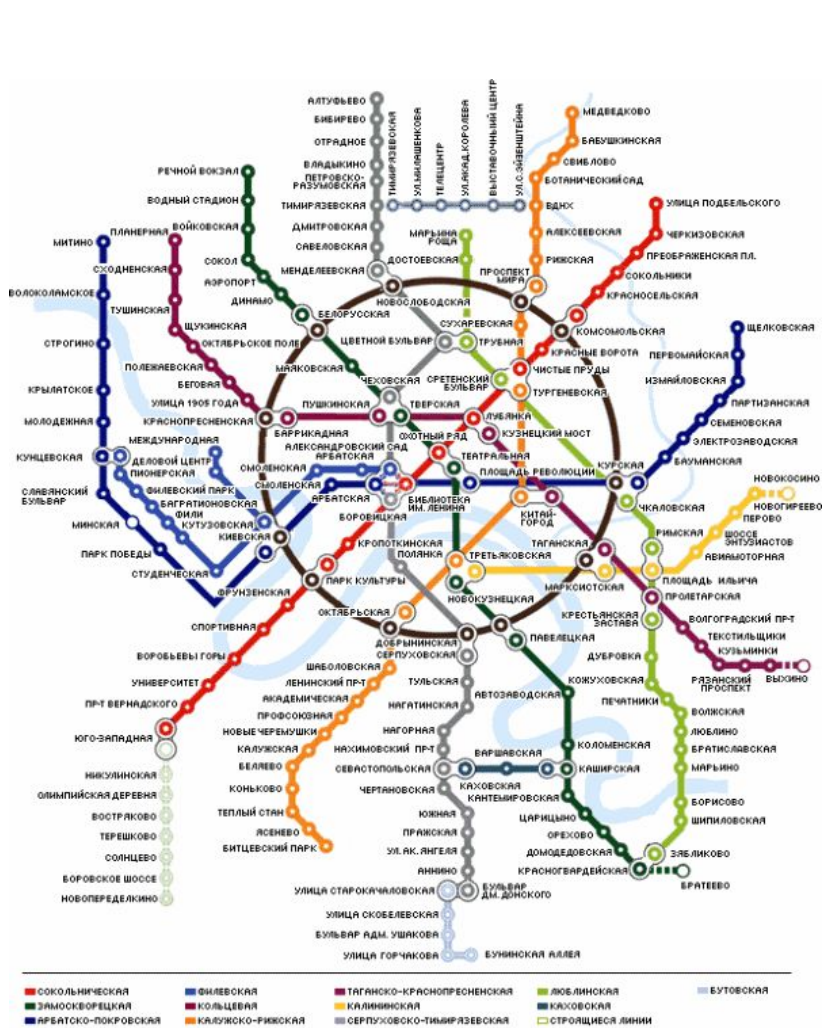 АЛТУФЬЕВО
БИБИРЕВО
ОТРАДНОЕ
ВЛАДЫКИНО
ПЕТРОВСКО-
РАЗУМОВСКАЯ
ТИМИРЯЗЕВСКАЯ
ДМИТРОВСКАЯ
САВЕЛОВСКАЯ
МЕНДЕЛЕЕВСКАЯ
ТИМИРЯЗЕВСКАЯ
УЛ.МИЛАШЕНКОВА
ТЕЛЕЦЕНТР
УЛ.АКАД.КОРОЛЕВА
ВЫСТАВОЧНЫЙ ЦЕНТР
УЛ.С.ЭЙЗЕНШТЕЙНА
МЕДВЕДКОВО
БАБУШКИНСКАЯ
СВИБЛОВО
БОТАНИЧЕСКИЙ САД
ВДНХ
АЛЕКСЕЕВСКАЯ
РИЖСКАЯ
ПРОСПЕКТ
МИРА
УЛИЦА ПОДБЕЛЬСКОГО
ЧЕРКИЗОВСКАЯ
ПРЕОБРАЖЕНСКАЯ ПЛ.
СОКОЛЬНИКИ
КРАСНОСЕЛЬСКАЯ
КОМСОМОЛЬСКАЯ
КРАСНЫЕ ВОРОТА
ЧИСТЫЕ ПРУДЫ
ТУРГЕНЕВСКАЯ
РЕЧНОЙ ВОКЗАЛ
ВОДНЫЙ СТАДИОН
ВОЙКОВСКАЯ
СОКОЛ
АЭРОПОРТ
ДИНАМО
БЕЛОРУССКАЯ
МАЯКОВСКАЯ
ПЛАНЕРНАЯ
СХОДНЕНСКАЯ
ТУШИНСКАЯ
ЩУКИНСКАЯ
ОКТЯБРЬСКОЕ ПОЛЕ
ПОЛЕЖАЕВСКАЯ
БЕГОВАЯ
УЛИЦА 1905 ГОДА
КРАСНОПРЕСНЕНСКАЯ
БАРРИКАДНАЯ
МИТИНО
ВОЛОКОЛАМСКОЕ
СТРОГИНО
КРЫЛАТСКОЕ
МОЛОДЕЖНАЯ
КУНЦЕВСКАЯ
СЛАВЯНСКИЙ
БУЛЬВАР
МИНСКАЯ
ПАРК ПОБЕДЫ
МАРЬИНА
РОЩА
ДОСТОЕВСКАЯ
НОВОСЛОБОДСКАЯ
ЦВЕТНОЙ БУЛЬВАР
СУХАРЕВСКАЯ
ТРУБНАЯ
СРЕТЕНСКИЙ
БУЛЬВАР
ЧЕХОВСКАЯ
ПУШКИНСКАЯ
ТВЕРСКАЯ
ЛУБЯНКА
КУЗНЕЦКИЙ МОСТ
ОХОТНЫЙ РЯД
ТЕАТРАЛЬНАЯ
ПЛОЩАДЬ РЕВОЛЮЦИИ
АЛЕКСАНДРОВСКИЙ САД
АРБАТСКАЯ
СМОЛЕНСКАЯ
СМОЛЕНСКАЯ
АРБАТСКАЯ
БИБЛИОТЕКА
ИМ. ЛЕНИНА
БОРОВИЦКАЯ
МЕЖДУНАРОДНАЯ
ДЕЛОВОЙ ЦЕНТР
ПИОНЕРСКАЯ
ФИЛЕВСКИЙ ПАРК
БАГРАТИОНОВСКАЯ
ФИЛИ
КУТУЗОВСКАЯ
СТУДЕНЧЕСКАЯ
КИЕВСКАЯ
ЩЕЛКОВСКАЯ
ПЕРВОМАЙСКАЯ
ИЗМАЙЛОВСКАЯ
ПАРТИЗАНСКАЯ
СЕМЕНОВСКАЯ
ЭЛЕКТРОЗАВОДСКАЯ
БАУМАНСКАЯ
КУРСКАЯ
ЧКАЛОВСКАЯ
НОВОКОСИНО
НОВОГИРЕЕВО
ПЕРОВО
ШОССЕ
ЭНТУЗИАСТОВ
АВИАМОТОРНАЯ
РИМСКАЯ
ПЛОЩАДЬ ИЛЬИЧА
КИТАЙ-
ГОРОД
ТАГАНСКАЯ
МАРКСИСТСКАЯ
КРОПОТКИНСКАЯ
ПОЛЯНКА
ТРЕТЬЯКОВСКАЯ
НОВОКУЗНЕЦКАЯ
ПАРК КУЛЬТУРЫ
ФРУНЗЕНСКАЯ
ОКТЯБРЬСКАЯ
ДОБРЫНИНСКАЯ
СЕРПУХОВСКАЯ
ПАВЕЛЕЦКАЯ
КРЕСТЬЯНСКАЯ
ЗАСТАВА
ПРОЛЕТАРСКАЯ
ВОЛГОГРАДСКИЙ ПР-Т
ТЕКСТИЛЬЩИКИ
КУЗЬМИНКИ
РЯЗАНСКИЙ
ПРОСПЕКТ
ВЫХИНО
СПОРТИВНАЯ
ВОРОБЬЕВЫ ГОРЫ
УНИВЕРСИТЕТ
ПР-Т ВЕРНАДСКОГО
ЮГО-ЗАПАДНАЯ
НИКУЛИНСКАЯ
ОЛИМПИЙСКАЯ ДЕРЕВНЯ
ВОСТРЯКОВО
ТЕРЕШКОВО
СОЛНЦЕВО
БОРОВСКОЕ ШОССЕ
НОВОПЕРЕДЕЛКИНО
ШАБОЛОВСКАЯ
ЛЕНИНСКИЙ ПР-Т
АКАДЕМИЧЕСКАЯ
ПРОФСОЮЗНАЯ
НОВЫЕ ЧЕРЕМУШКИ
КАЛУЖСКАЯ
БЕЛЯЕВО
КОНЬКОВО
ТЕПЛЫЙ СТАН
ЯСЕНЕВО
БИТЦЕВСКИЙ ПАРК
ТУЛЬСКАЯ
НАГАТИНСКАЯ
НАГОРНАЯ
НАХИМОВСКИЙ ПР-Т
СЕВАСТОПОЛЬСКАЯ
ЧЕРТАНОВСКАЯ
ЮЖНАЯ
ПРАЖСКАЯ
УЛ. АК. ЯНГЕЛЯ
АННИНО
БУЛЬВАР
ДМ.ДОНСКОГО
УЛИЦА СТАРОКАЧАЛОВСКАЯ
УЛИЦА СКОБЕЛЕВСКАЯ
БУЛЬВАР АДМ. УШАКОВА
УЛИЦА ГОРЧАКОВА
БУНИНСКАЯ АЛЛЕЯ
АВТОЗАВОДСКАЯ
КОЛОМЕНСКАЯ
ВАРШАВСКАЯ
КАХОВСКАЯ
КАШИРСКАЯ
КАНТЕМИРОВСКАЯ
ЦАРИЦЫНО
ОРЕХОВО
ДОМОДЕДОВСКАЯ
КРАСНОГВАРДЕЙСКАЯ
БРАТЕЕВО
ДУБРОВКА
КОЖУХОВСКАЯ
ПЕЧАТНИКИ
ВОЛЖСКАЯ
ЛЮБЛИНО
БРАТИСЛАВСКАЯ
МАРЬИНО
БОРИСОВО
ШИПИЛОВСКАЯ
ЗЯБЛИКОВО
СОКОЛЬНИЧЕСКАЯ
ЗАМОСКВОРЕЦКАЯ
АРБАТСКО-ПОКРОВСКАЯ
ФИЛЕВСКАЯ
КОЛЬЦЕВАЯ
КАЛУЖСКО-РИЖСКАЯ
ТАГАНСКО-КРАСНОПРЕСНЕНСКАЯ
КАЛИНИНСКАЯ
СЕРПУХОВСКО-ТИМИРЯЗЕВСКАЯ
ЛЮБЛИНСКАЯ
КАХОВСКАЯ
СТРОЯЩИЕСЯ ЛИНИИ
БУТОВСКАЯ